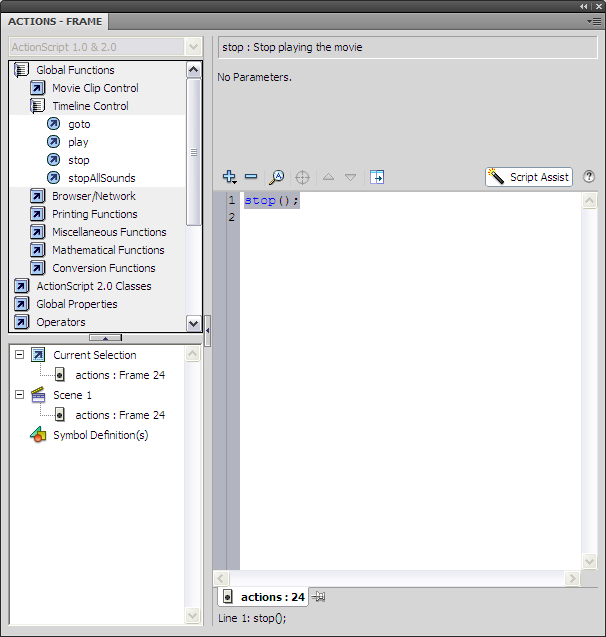 ACTIONS - FRAME
ActionScript 1.0 & 2.0
Global Functions
Movie Clip Control
Timeline Control
goto
play
stop
stopAllSounds
Browser/Network
Printing Functions
Miscellaneous Functions
Mathematical Functions
Conversion Functions
ActionScript 2.0 Classes
Global Properties
Operators
Current Selection
actions : Frame 24
Scene 1
actions : Frame 24
Symbol Definition(s)
stop : Stop playing the movie
No Parameters.
Script Assist
1 stop();
2
actions : 24
Line 1: stop();